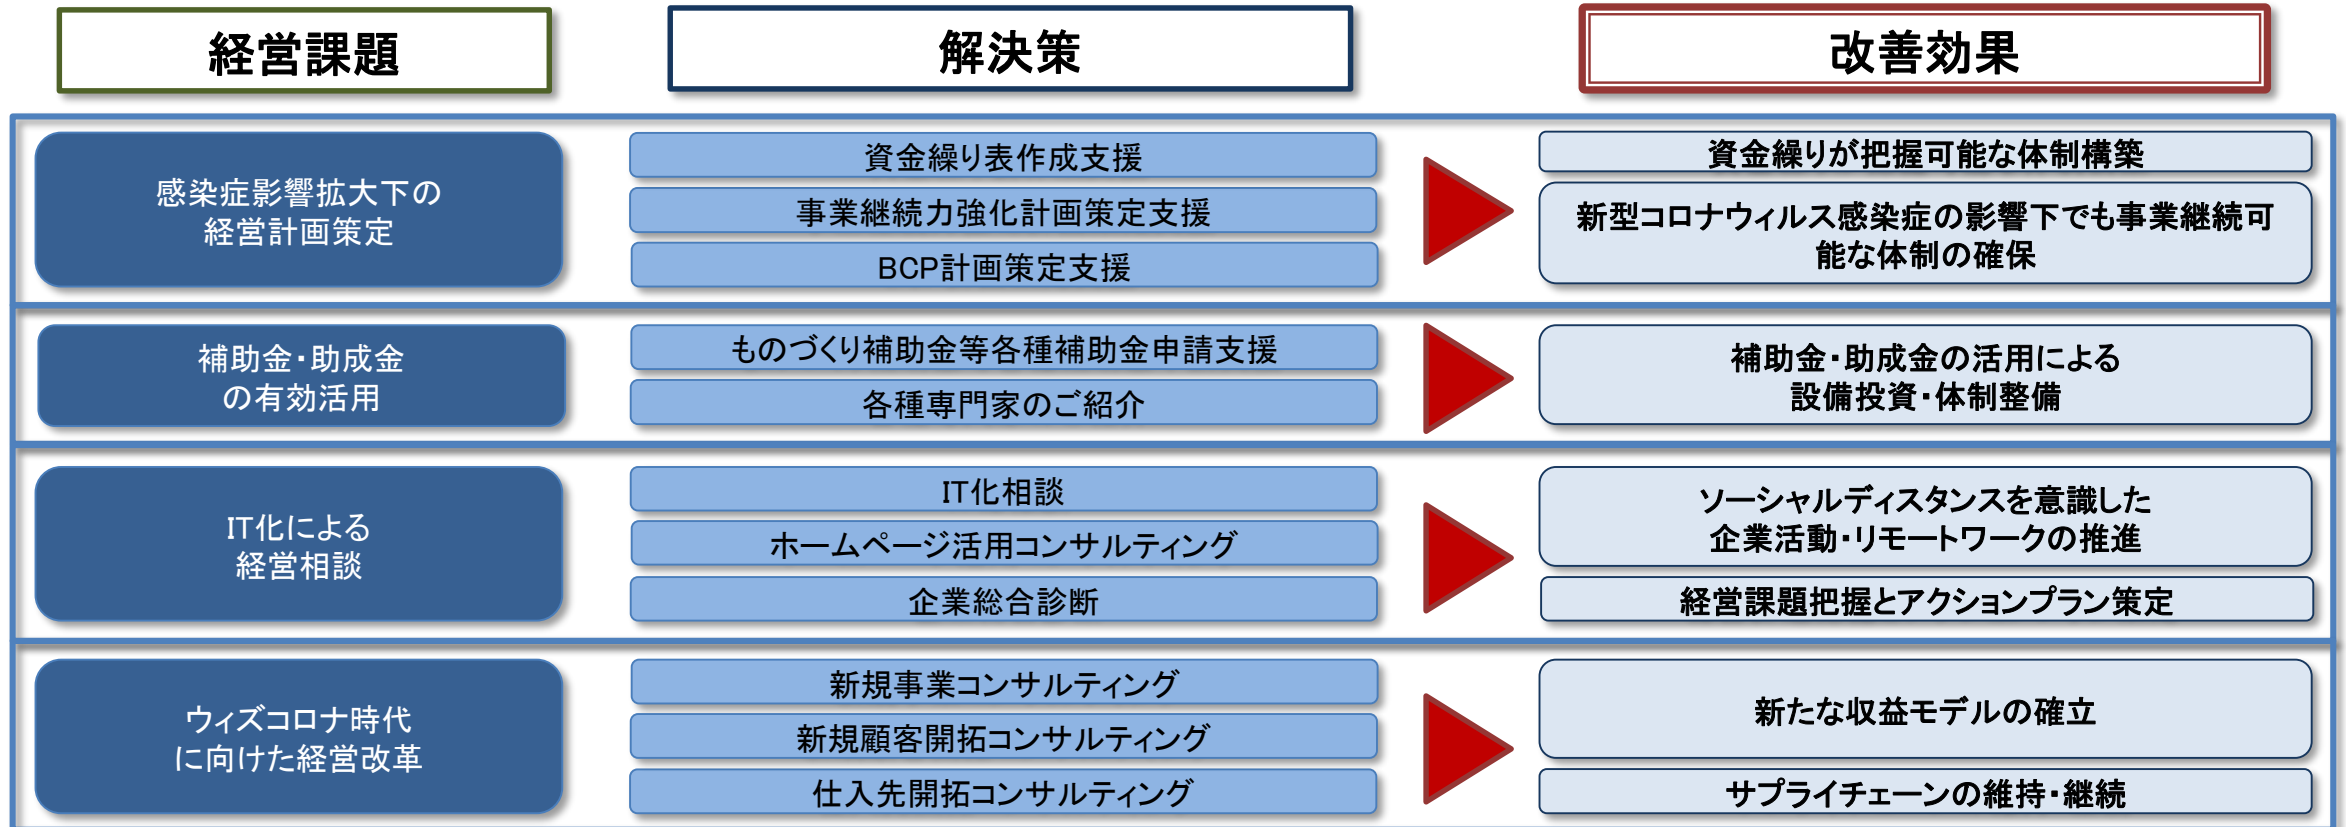 経営課題
解決策
改善効果
感染症影響拡大下の
経営計画策定
資金繰り表作成支援
事業継続力強化計画策定支援
BCP計画策定支援
資金繰りが把握可能な体制構築
新型コロナウィルス感染症の影響下でも事業継続可
能な体制の確保
補助金・助成金
の有効活用
ものづくり補助金等各種補助金申請支援
各種専門家のご紹介
補助金・助成金の活用による
設備投資・体制整備
IT化による
経営相談
IT化相談
ホームページ活用コンサルティング
企業総合診断
ソーシャルディスタンスを意識した
企業活動・リモートワークの推進
経営課題把握とアクションプラン策定
ウィズコロナ時代
に向けた経営改革
新規事業コンサルティング
新規顧客開拓コンサルティング
仕入先開拓コンサルティング
新たな収益モデルの確立
サプライチェーンの維持・継続